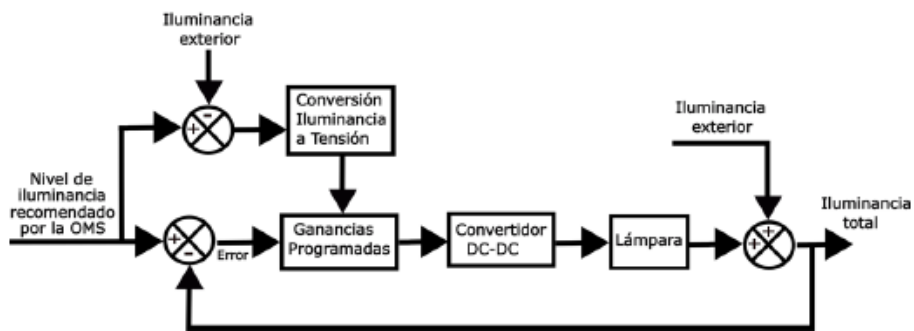 Iluminancia
exterior
-
+
Conversión
Iluminancia
a Tensión
Iluminancia
exterior
Nivel de
iluminancia
recomendado
por la OMS
+
-
Error
Ganancias
Programadas
Convertidor
DC-DC
Lámpara
+
+
Iluminancia
total